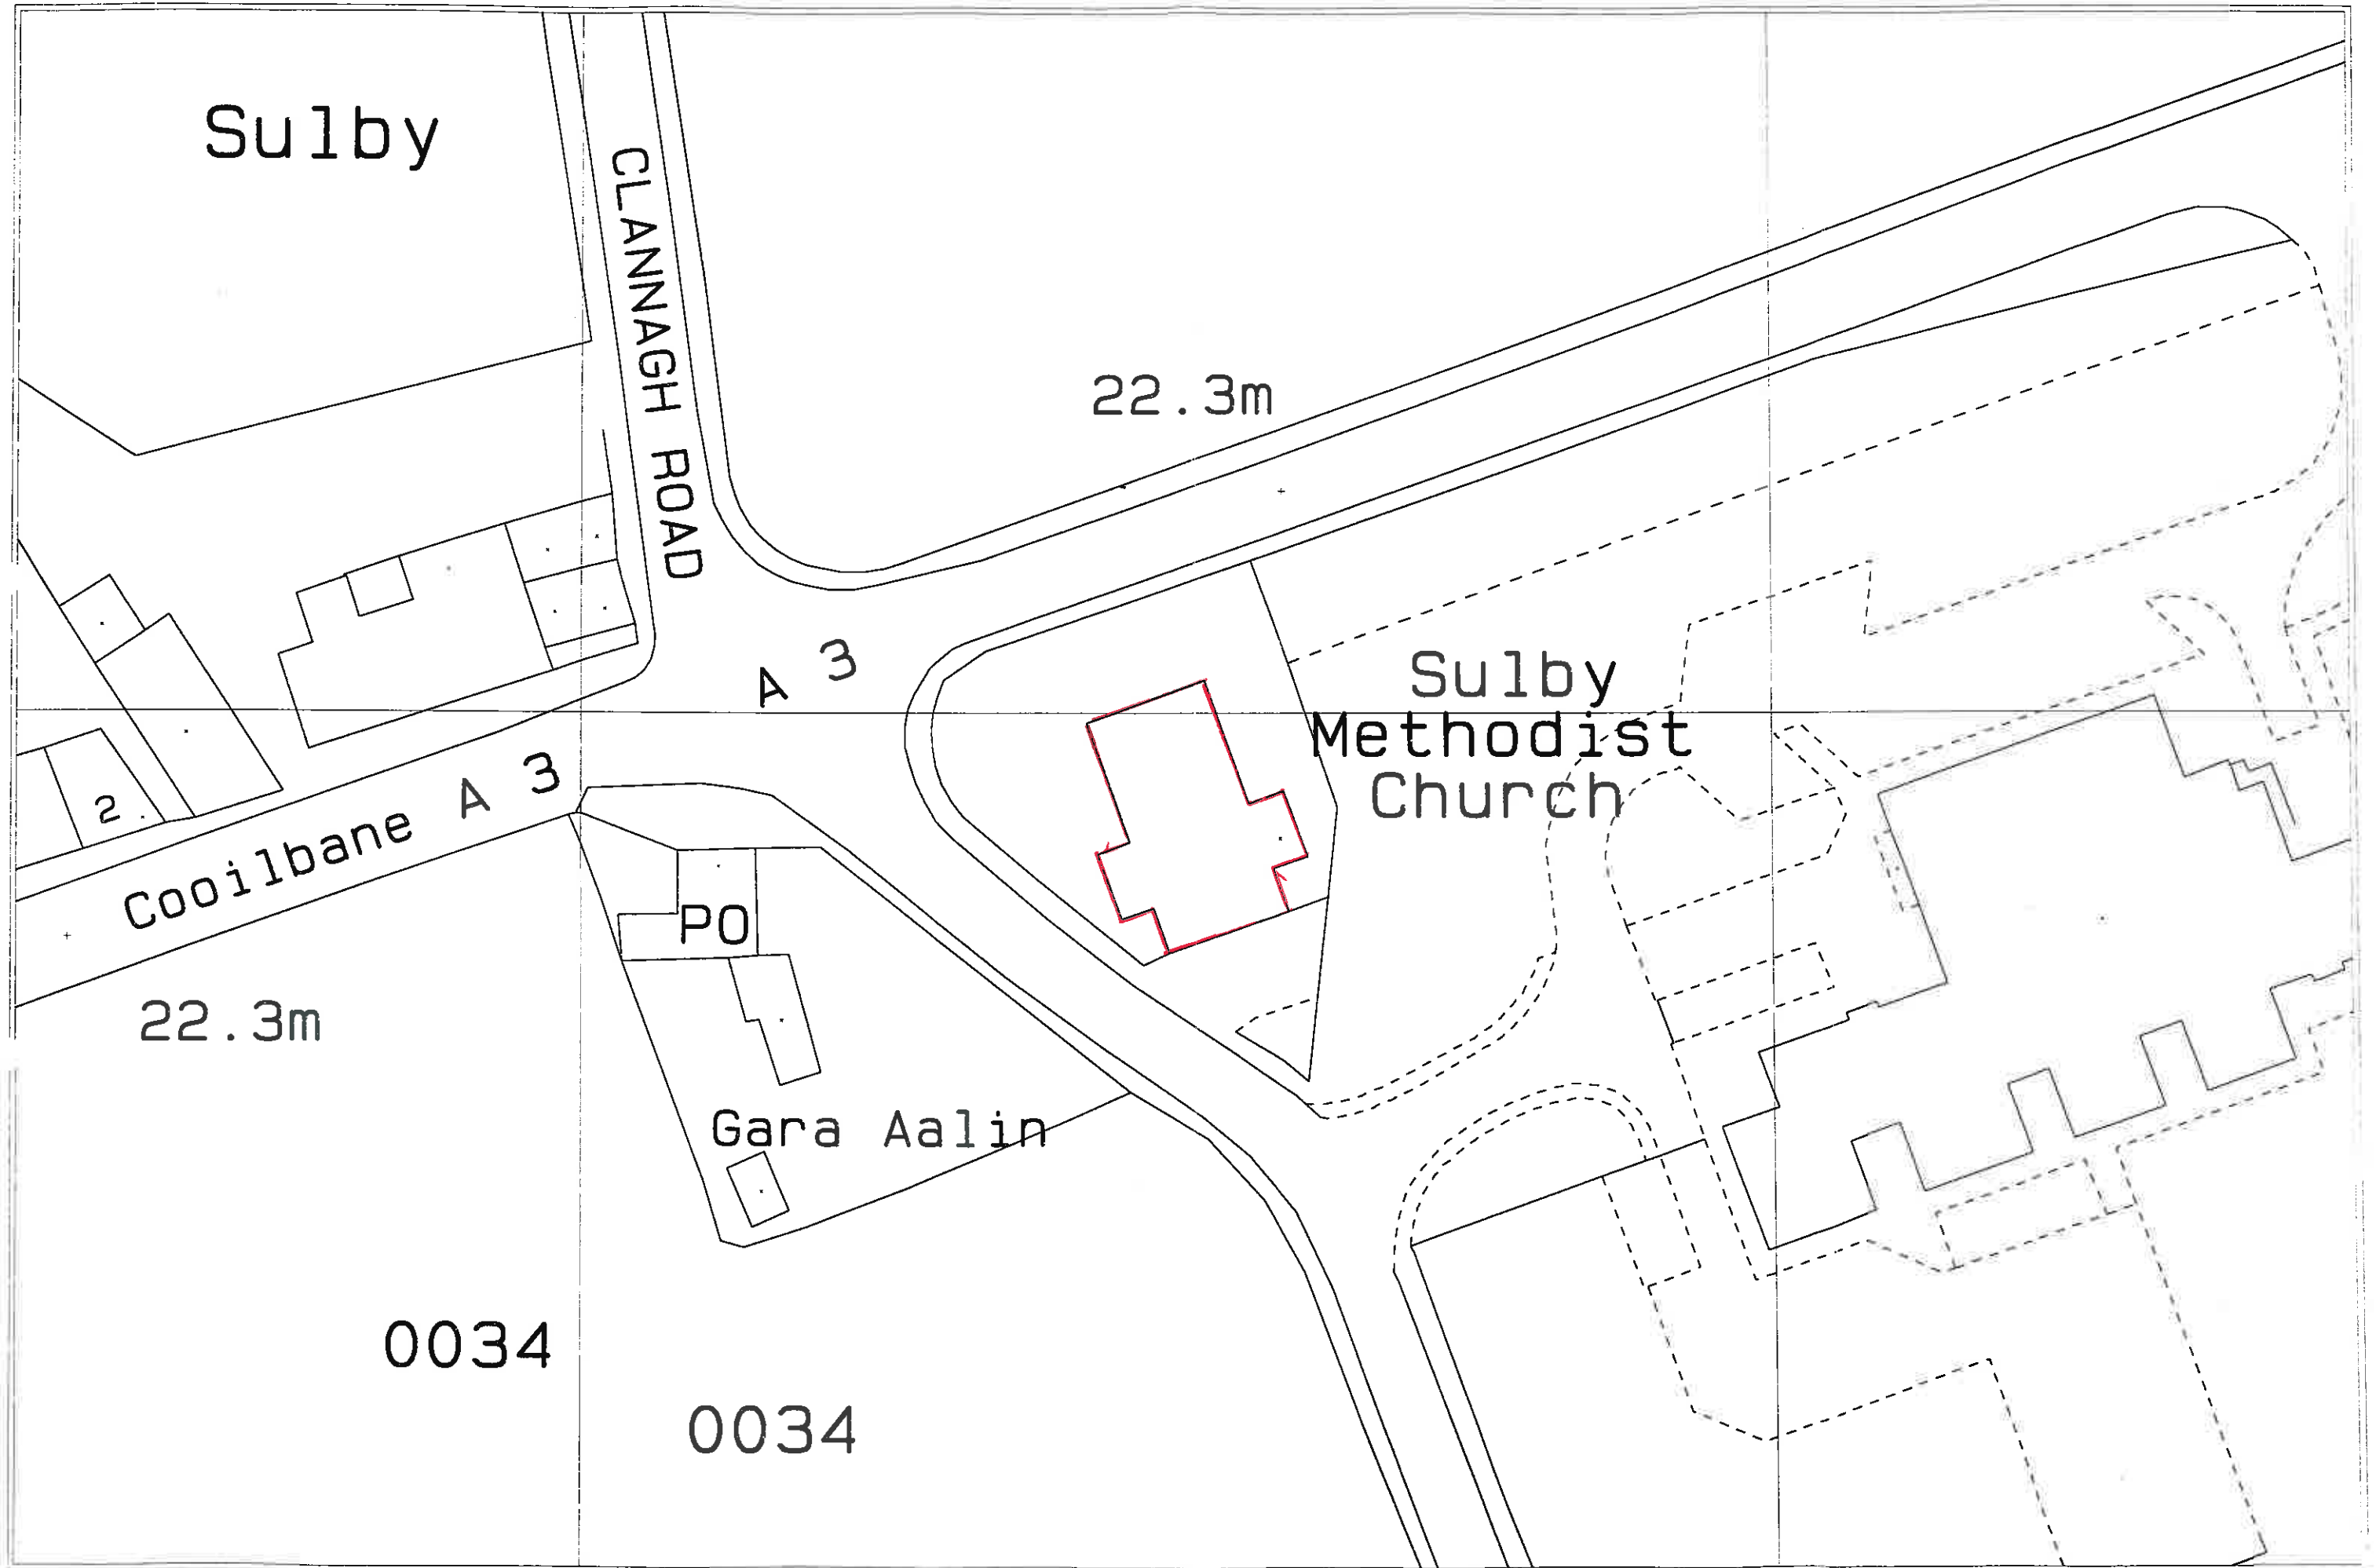 Sulby
CLANNAGH ROAD
22.3m
A 3
Sulby
Methodist
Church
A 3
2
Cooilbane
PO
22.3m
Gara Aalin
0034
0034